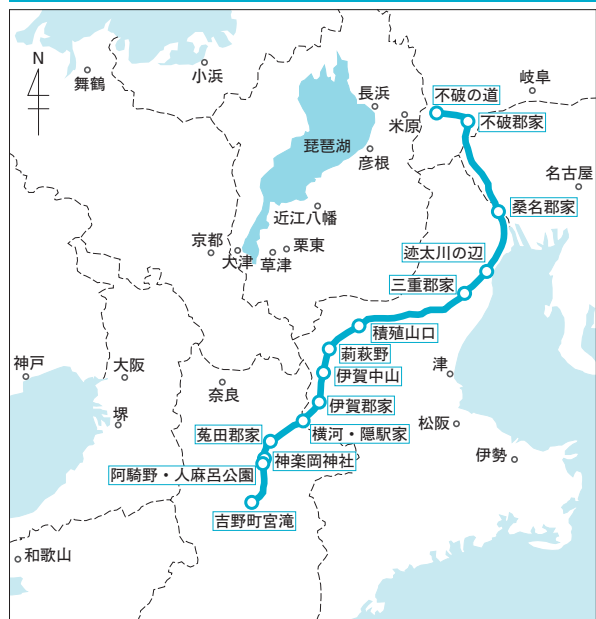 N
舞鶴
小浜
岐阜
長浜
不破の道
米原
不破郡家
琵琶湖
彦根
名古屋
近江八幡
桑名郡家
京都
栗東
大津
草津
迹太川の辺
三重郡家
積殖山口
莿萩野
神戸
大阪
伊賀中山
津
奈良
伊賀郡家
堺
横河・隠駅家
松阪
菟田郡家
神楽岡神社
伊勢
阿騎野・人麻呂公園
吉野町宮滝
和歌山